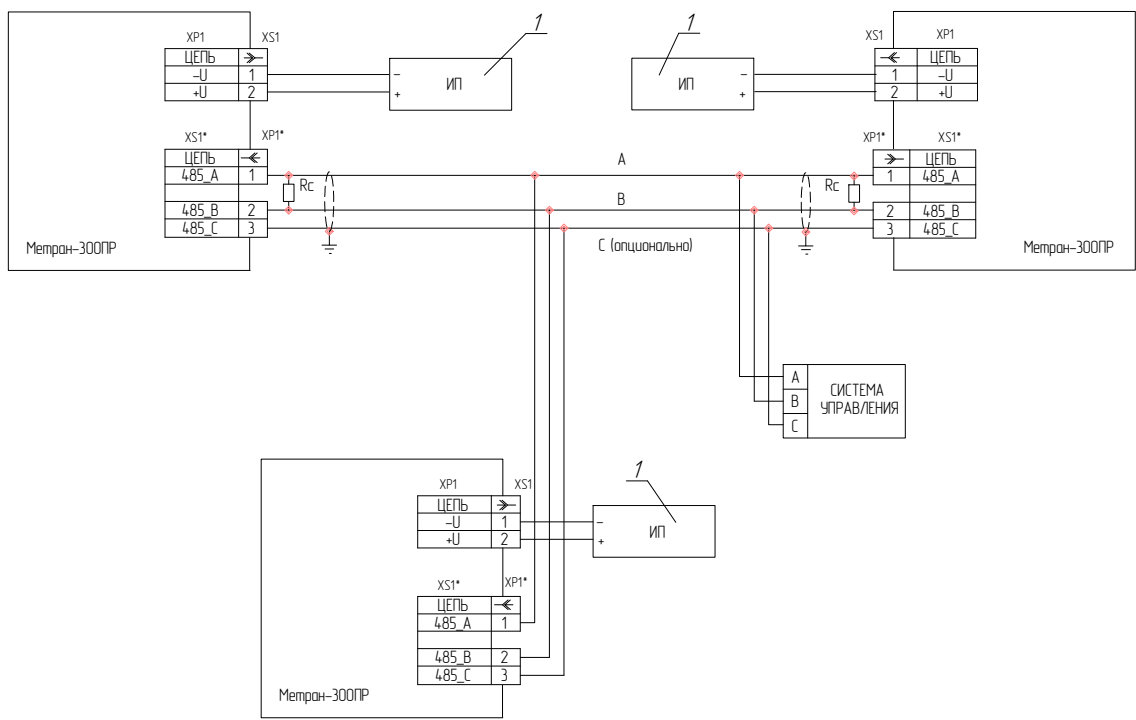 XP1 XS1
ЦЕПЬ
-U 1
+U 2
- ИП
+
1
XS1* XP1*
ЦЕПЬ
485_A 1
485_B 2
485_C 3
Метран-300ПР
Rc
A
B
C (опционально)
Rc
1
ИП -
+
XS1 XP1
ЦЕПЬ
1 -U
2 +U
XP1* XS1*
ЦЕПЬ
1 485_A
2 485_B
3 485_C
Метран-300ПР
A
B
C
СИСТЕМА
УПРАВЛЕНИЯ
XP1 XS1
ЦЕПЬ
-U 1
+U 2
1
- ИП
+
XS1* XP1*
ЦЕПЬ
485_A 1
485_B 2
485_C 3
Метран-300ПР